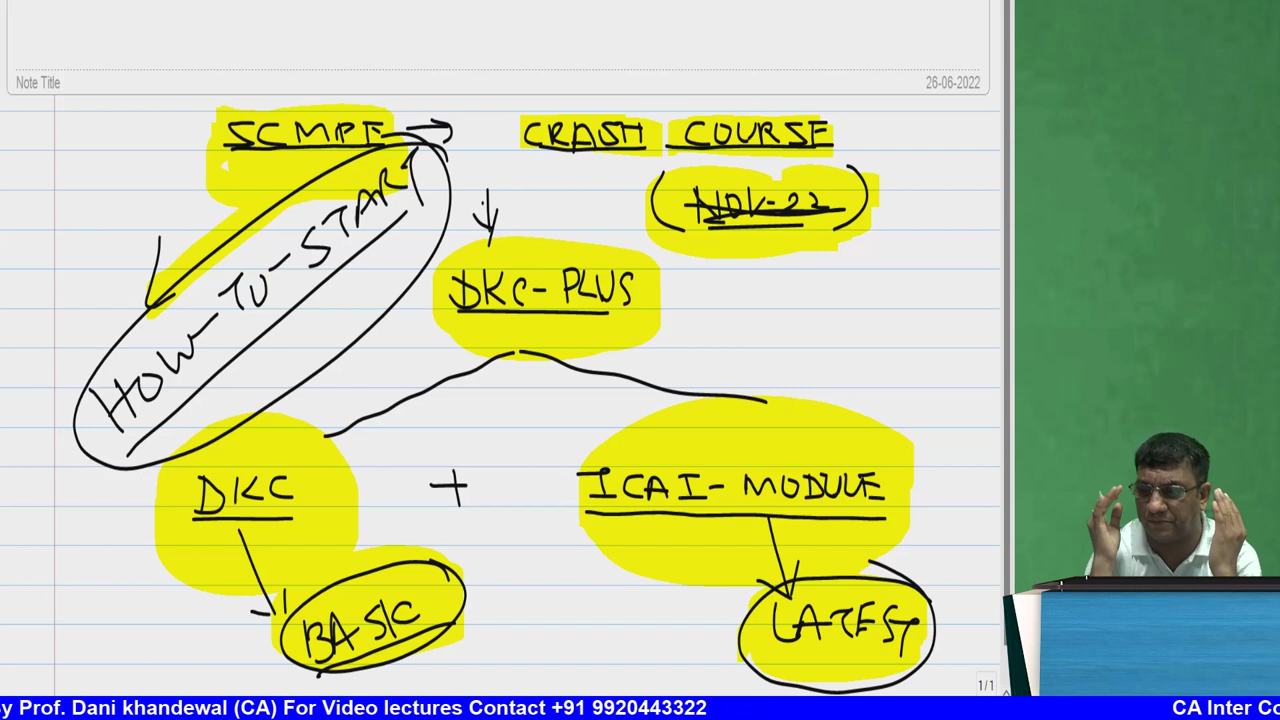 Note Title
26-06-2022
SCMPE → CRASH COURSE
(NOV-22)
HOW-TO-START
DKC-PLUS
DKC + ICAI-MODULE
BASIC
LATEST
1/1
y Prof. Dani khandewal (CA) For Video lectures Contact +91 9920443322
CA Inter Co